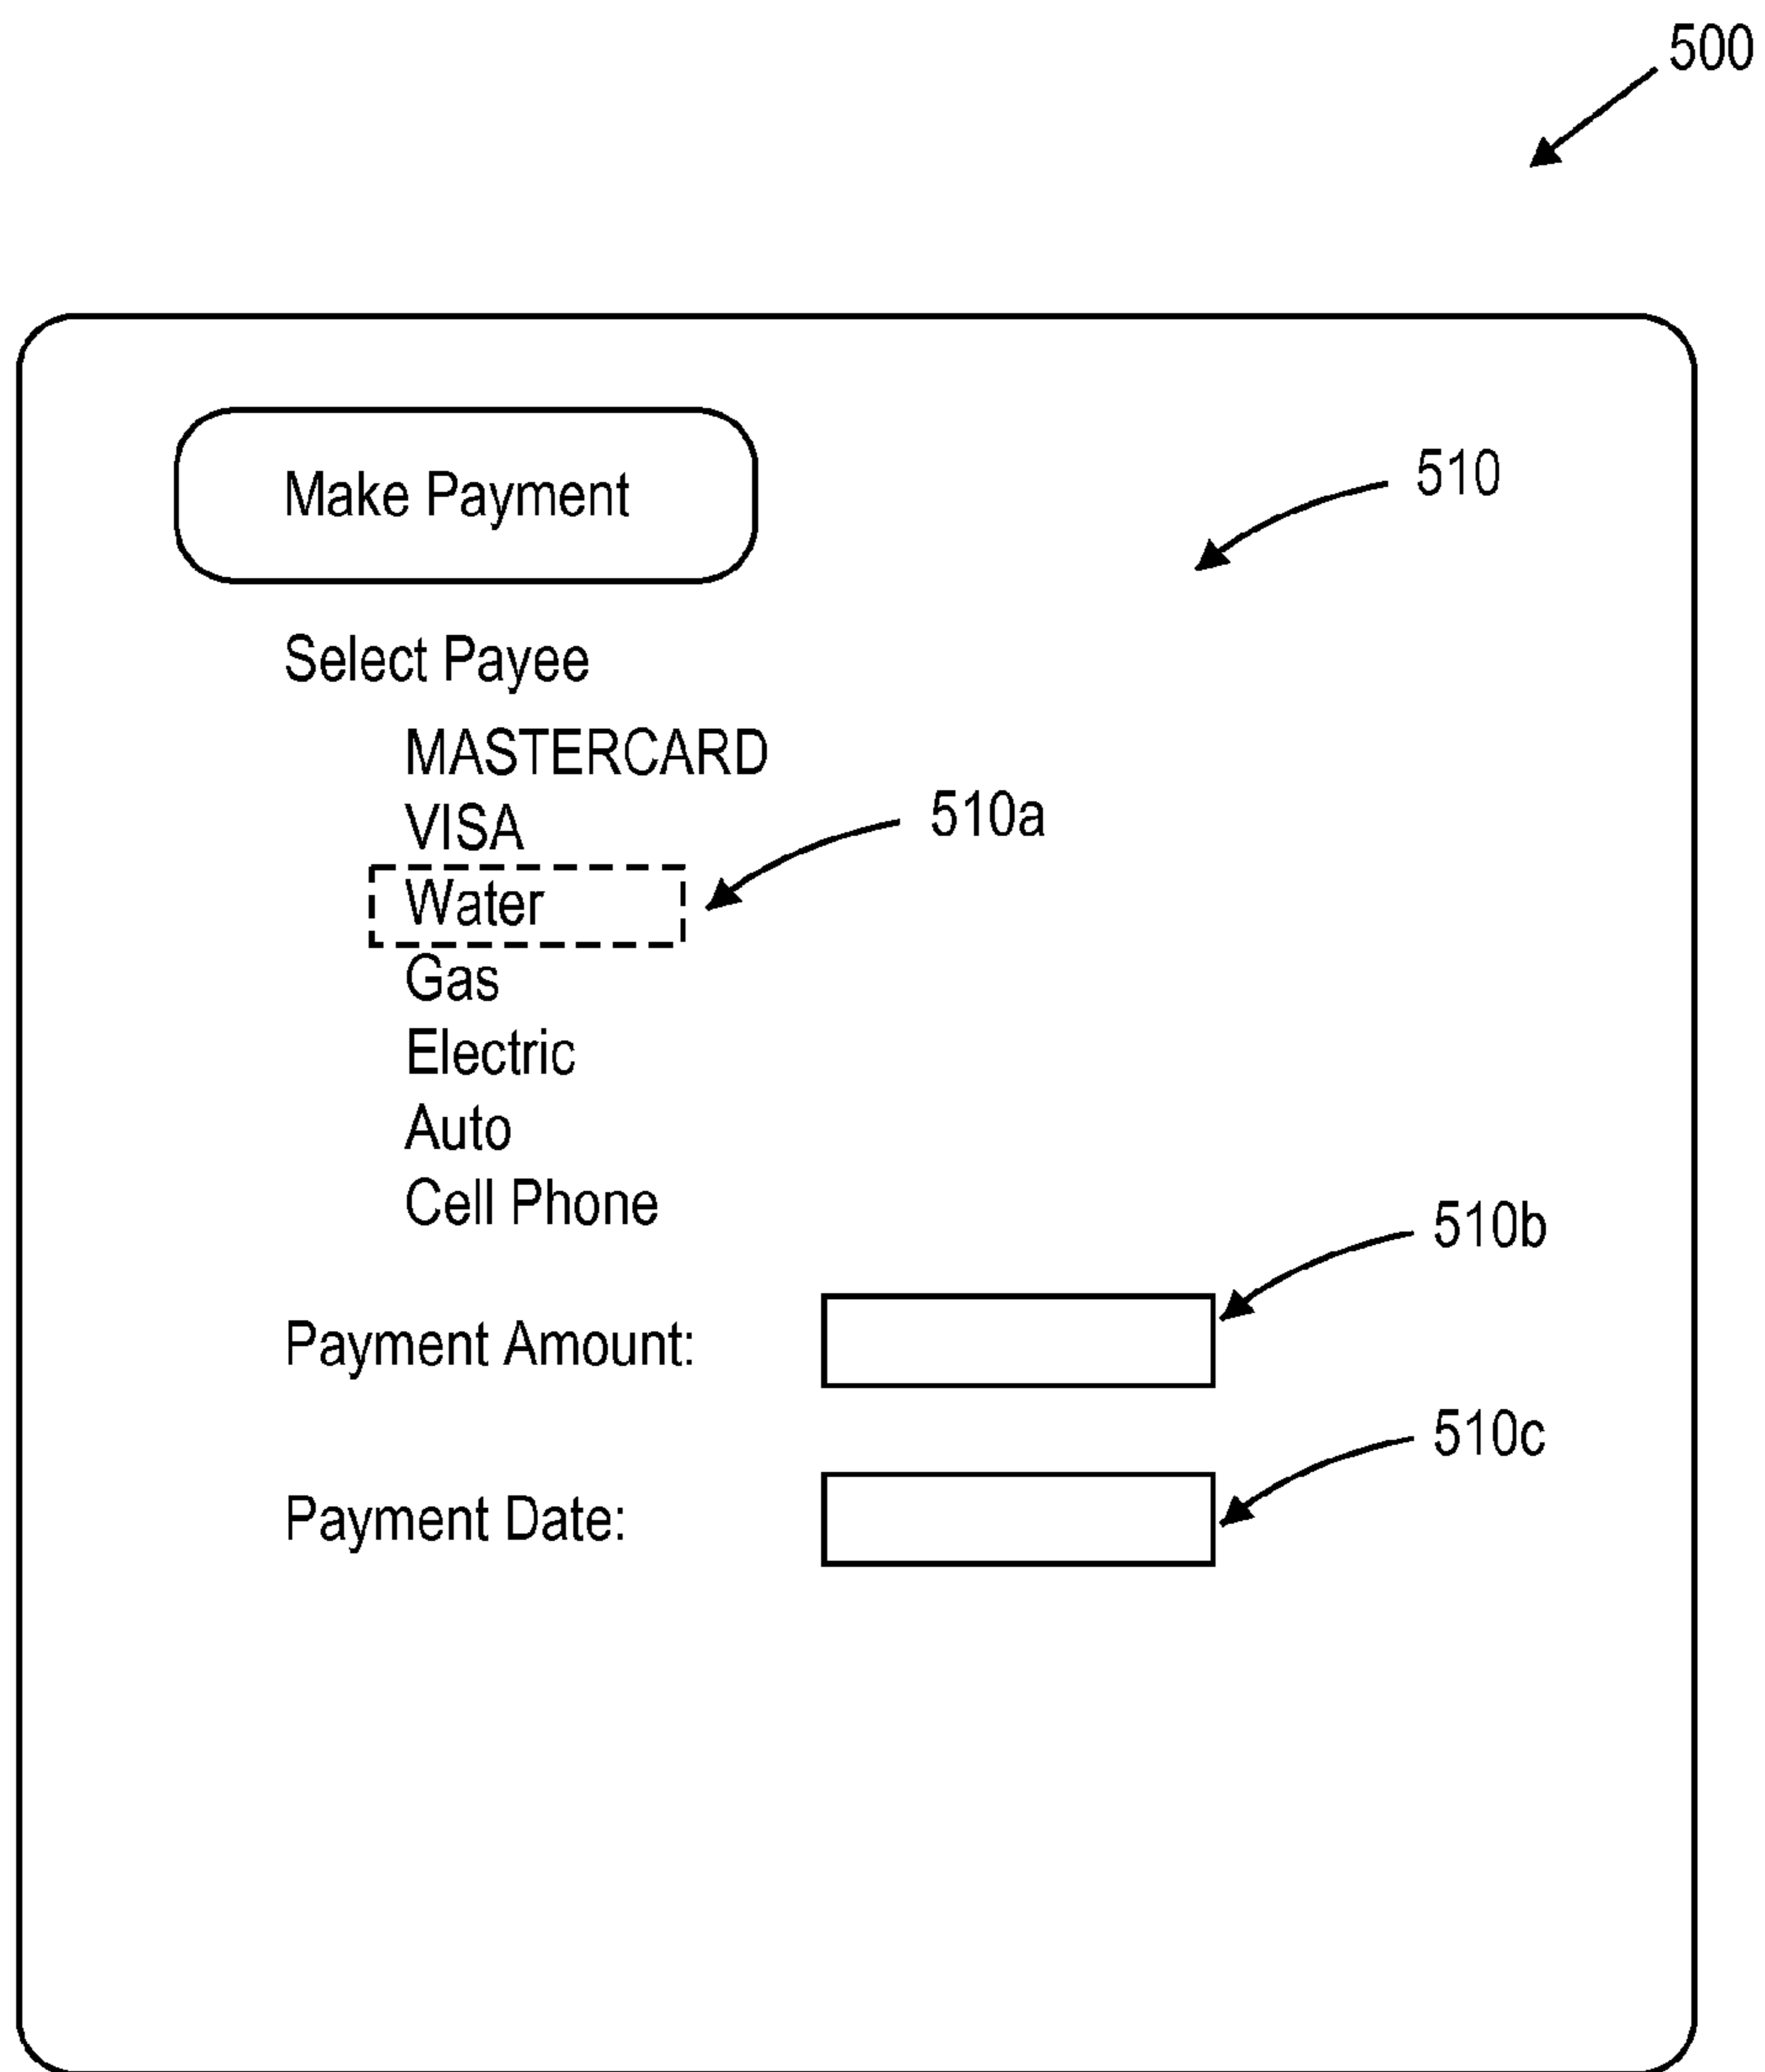 500
Make Payment
510
Select Payee
MASTERCARD
VISA
510a
Water
Gas
Electric
Auto
Cell Phone
510b
Payment Amount:
510c
Payment Date: